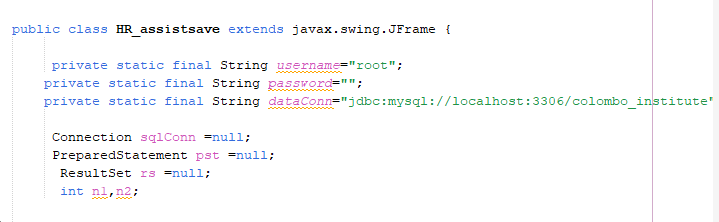 public class HR_assistsave extends javax.swing.JFrame {
private static final String username="root";
private static final String password="";
private static final String dataConn="jdbc:mysql://localhost:3306/colombo_institute"
Connection sqlConn =null;
PreparedStatement pst =null;
ResultSet rs =null;
int n1,n2;